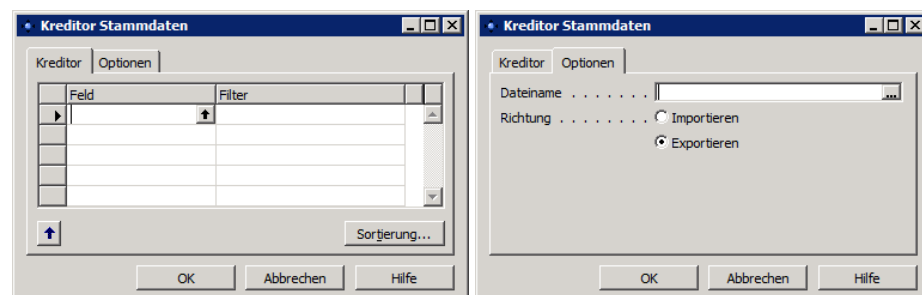 Kreditor Stammdaten
Kreditor Optionen
Feld Filter
Sortierung...
OK Abbrechen Hilfe
Kreditor Stammdaten
Kreditor Optionen
Dateiname . . . . . . . ...
Richtung . . . . . . . . Importieren
Exportieren
OK Abbrechen Hilfe